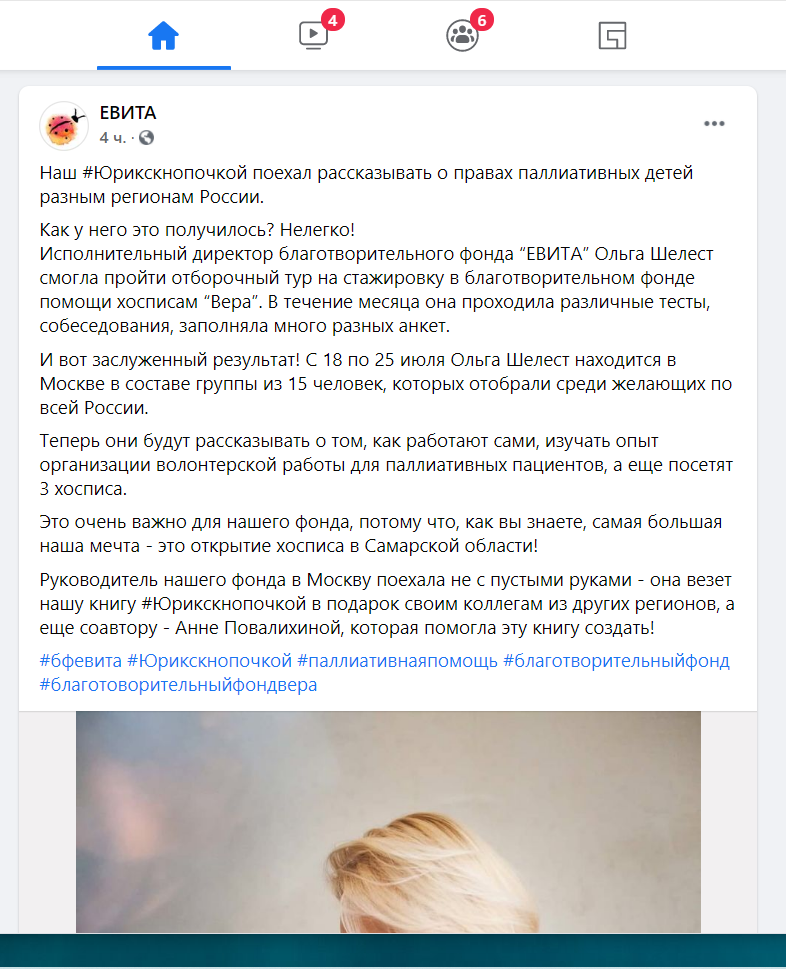 4
6
ЕВИТА
4 ч. ·
Наш #Юрикскнопочкой поехал рассказывать о правах паллиативных детей
разным регионам России.
Как у него это получилось? Нелегко!
Исполнительный директор благотворительного фонда “ЕВИТА” Ольга Шелест
смогла пройти отборочный тур на стажировку в благотворительном фонде
помощи хосписам “Вера”. В течение месяца она проходила различные тесты,
собеседования, заполняла много разных анкет.
И вот заслуженный результат! С 18 по 25 июля Ольга Шелест находится в
Москве в составе группы из 15 человек, которых отобрали среди желающих по
всей России.
Теперь они будут рассказывать о том, как работают сами, изучать опыт
организации волонтерской работы для паллиативных пациентов, а еще посетят
3 хосписа.
Это очень важно для нашего фонда, потому что, как вы знаете, самая большая
наша мечта - это открытие хосписа в Самарской области!
Руководитель нашего фонда в Москву поехала не с пустыми руками - она везет
нашу книгу #Юрикскнопочкой в подарок своим коллегам из других регионов, а
еще соавтору - Анне Повалихиной, которая помогла эту книгу создать!
#бфевита #Юрикскнопочкой #паллиативнаяпомощь #благотворительныйфонд
#благотоворительныйфондвера